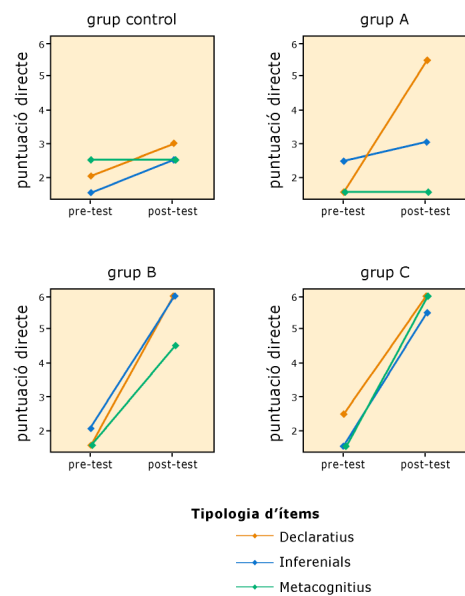 grup control
puntuació directe
6
5
4
3
2
pre-test
post-test
grup A
puntuació directe
6
5
4
3
2
pre-test
post-test
grup B
puntuació directe
6
5
4
3
2
pre-test
post-test
grup C
puntuació directe
6
5
4
3
2
pre-test
post-test
Tipologia d’ítems
Declaratius
Inferenials
Metacognitius